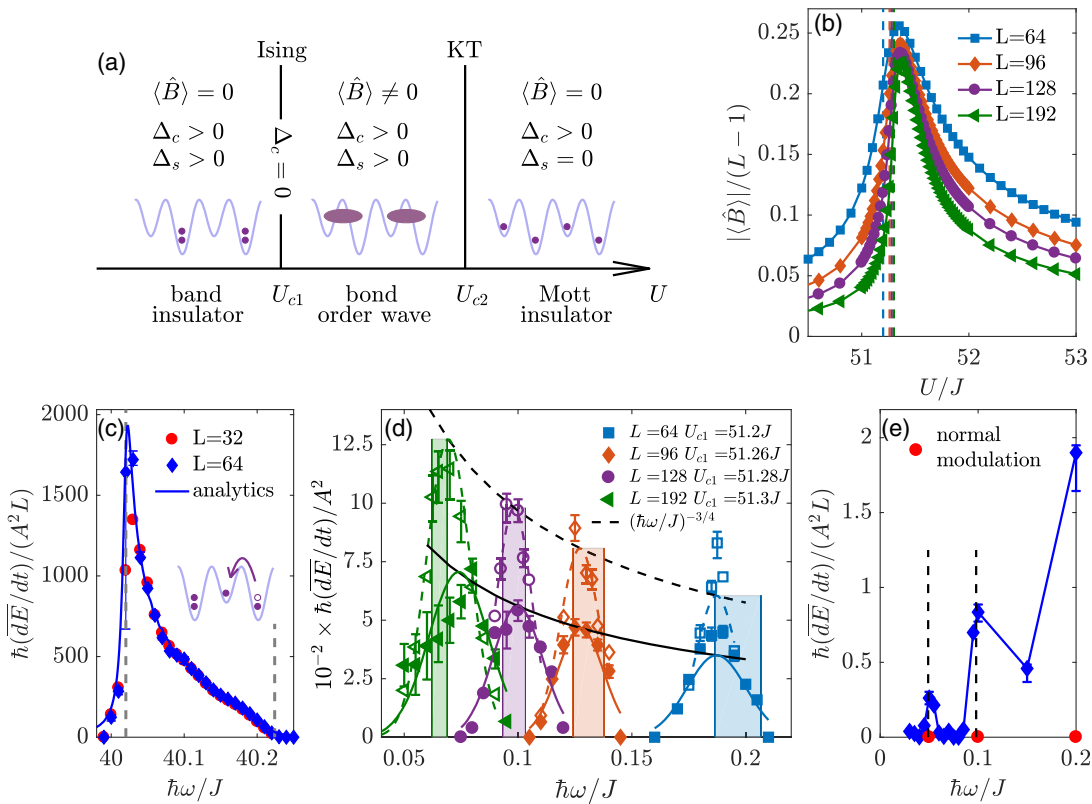 (a)
Ising
KT
⟨B̂⟩ = 0
⟨B̂⟩ ≠ 0
⟨B̂⟩ = 0
Δc > 0
Δc > 0
Δc > 0
Δs > 0
Δs > 0
Δs = 0
Δc = 0
band
insulator
Uc1
bond
order wave
Uc2
Mott
insulator
U
(b)
|⟨B̂⟩|/(L − 1)
0.25
0.2
0.15
0.1
0.05
0
51
52
53
U/J
L=64
L=96
L=128
L=192
(c)
ℏ(dE/dt)/(A²L)
2000
1500
1000
500
0
40
40.1
40.2
ℏω/J
L=32
L=64
analytics
(d)
10⁻² × ℏ(dE/dt)/A²
12.5
10
7.5
5
2.5
0
0.05
0.1
0.15
0.2
ℏω/J
L =64 Uc1 =51.2J
L =96 Uc1 =51.26J
L =128 Uc1 =51.28J
L =192 Uc1 =51.3J
(ℏω/J)^−3/4
(e)
ℏ(dE/dt)/(A²L)
2
1.5
1
0.5
0
0
0.1
0.2
ℏω/J
normal
modulation